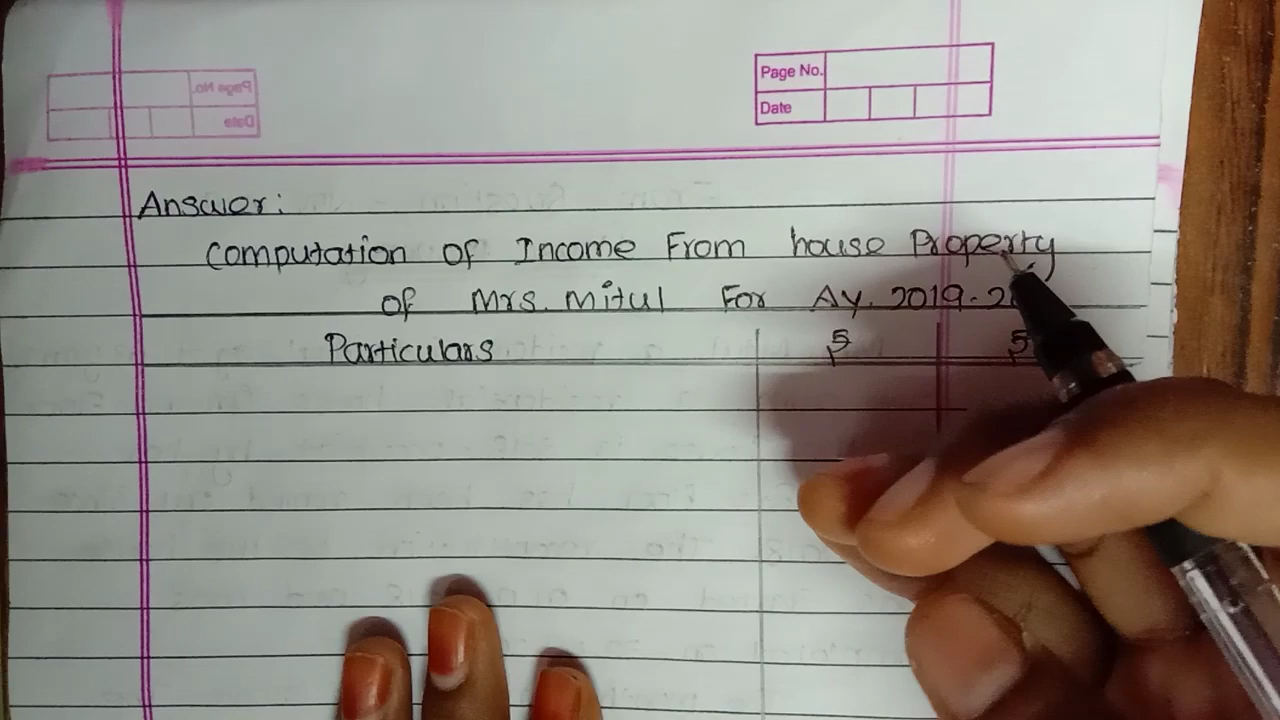 Page No.
Date
Answer:
Computation of Income From house Property
of Mrs. Mitul For Ay. 2019-20
Particulars ₹ ₹